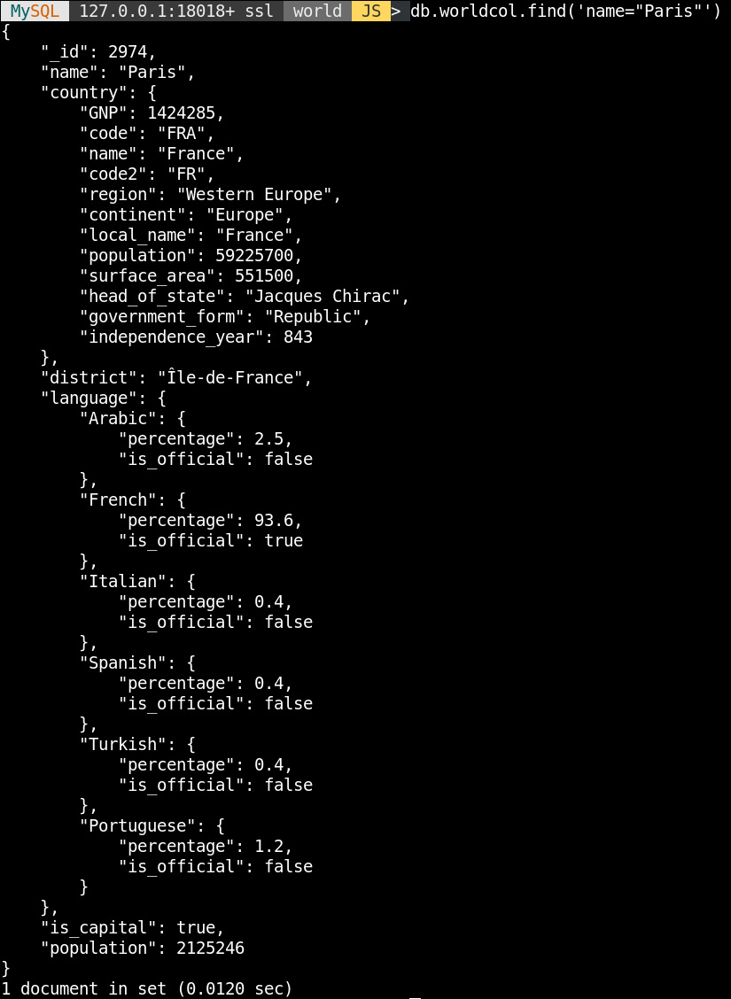 MySQL 127.0.0.1:18018+ ssl world JS > db.worldcol.find('name="Paris"')
{
    "_id": 2974,
    "name": "Paris",
    "country": {
        "GNP": 1424285,
        "code": "FRA",
        "name": "France",
        "code2": "FR",
        "region": "Western Europe",
        "continent": "Europe",
        "local_name": "France",
        "population": 59225700,
        "surface_area": 551500,
        "head_of_state": "Jacques Chirac",
        "government_form": "Republic",
        "independence_year": 843
    },
    "district": "Île-de-France",
    "language": {
        "Arabic": {
            "percentage": 2.5,
            "is_official": false
        },
        "French": {
            "percentage": 93.6,
            "is_official": true
        },
        "Italian": {
            "percentage": 0.4,
            "is_official": false
        },
        "Spanish": {
            "percentage": 0.4,
            "is_official": false
        },
        "Turkish": {
            "percentage": 0.4,
            "is_official": false
        },
        "Portuguese": {
            "percentage": 1.2,
            "is_official": false
        }
    },
    "is_capital": true,
    "population": 2125246
}
1 document in set (0.0120 sec)